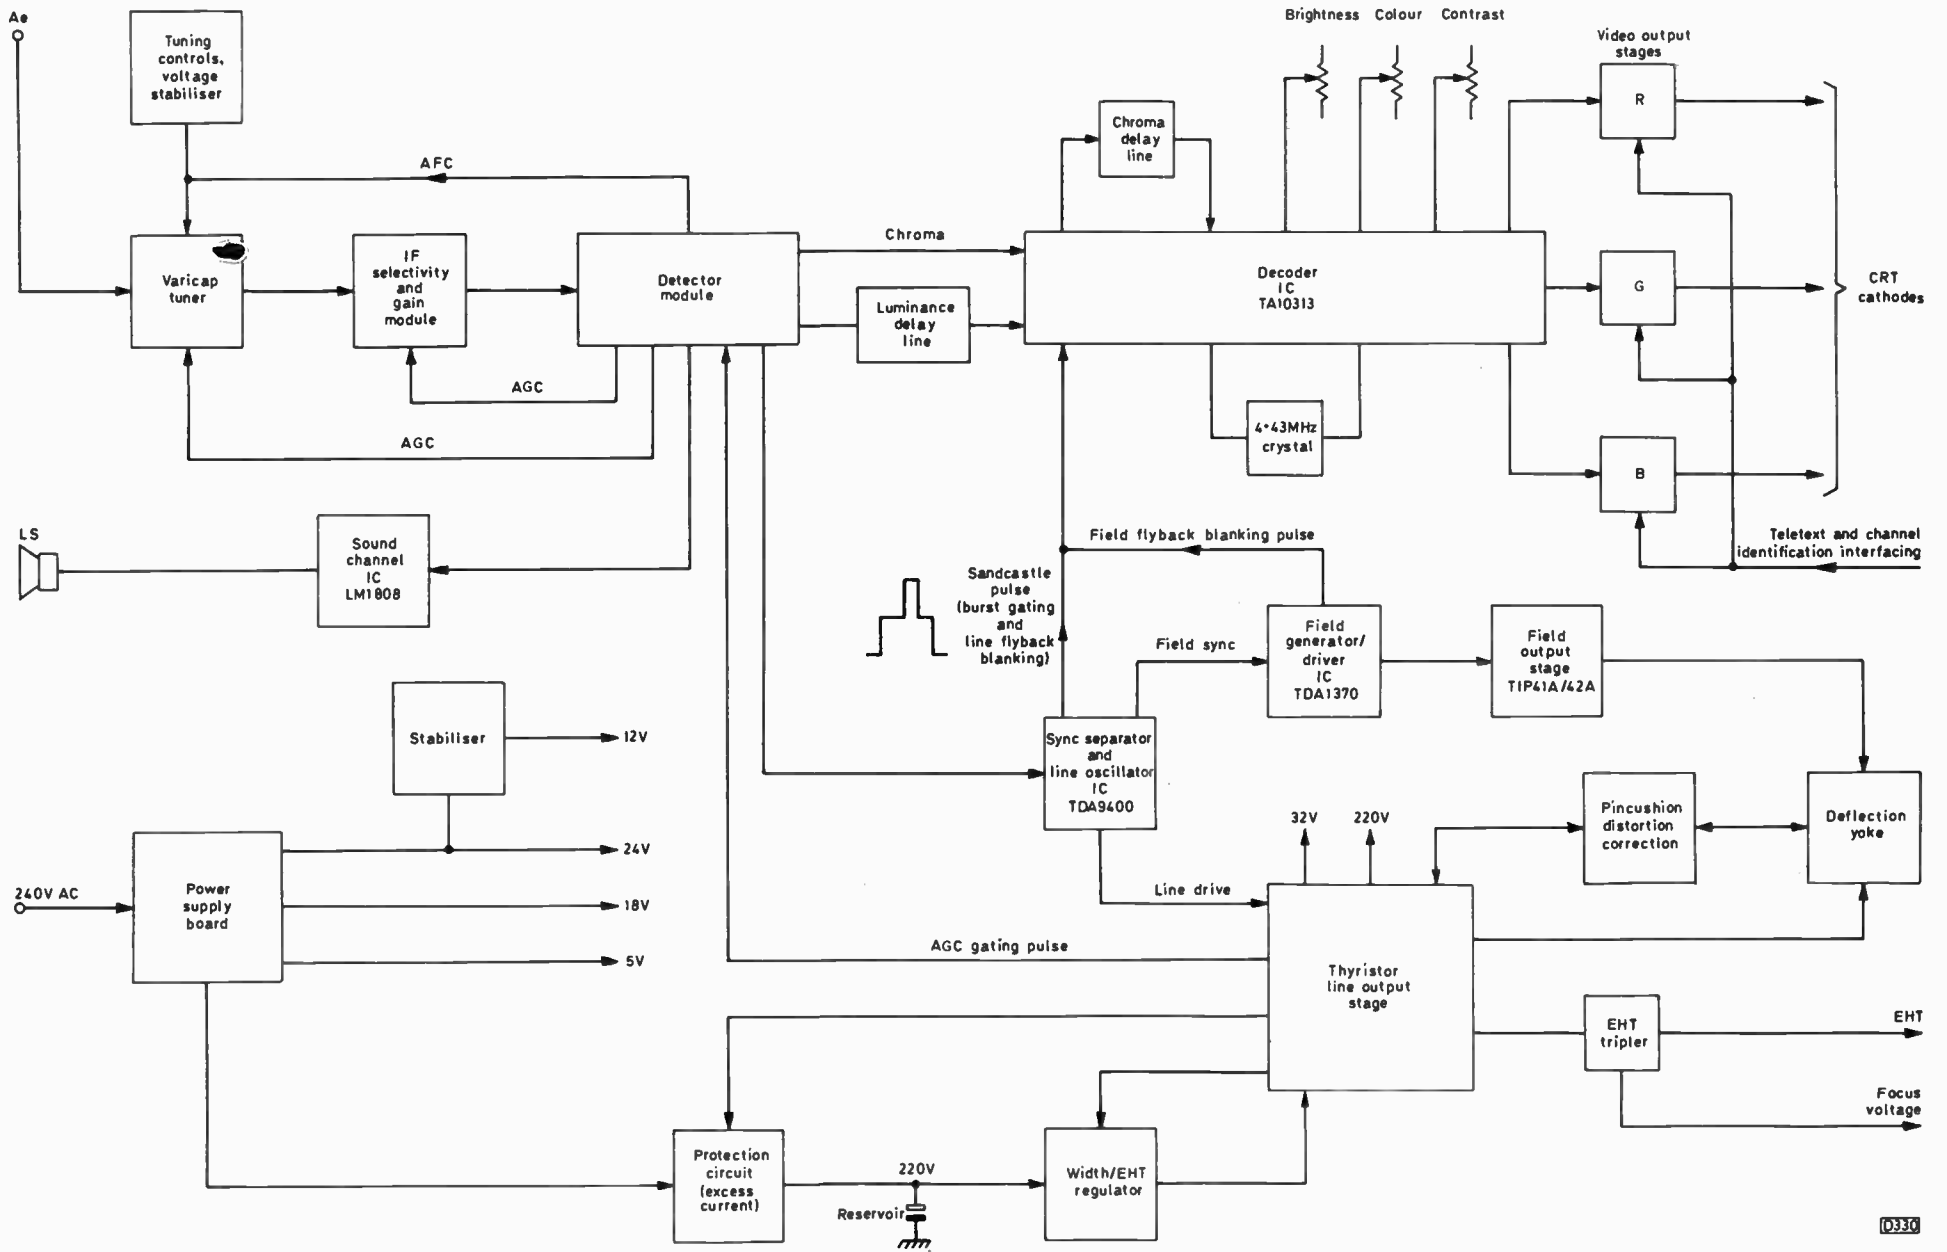 Ae
Tuning
controls,
voltage
stabiliser
AFC
Varicap
tuner
IF
selectivity
and
gain
module
Detector
module
AGC
AGC
Chroma
Luminance
delay
line
Chroma
delay
line
Brightness Colour Contrast
Decoder
IC
TA10313
4·43MHz
crystal
Video output
stages
R
G
B
CRT
cathodes
Teletext and channel
identification interfacing
LS
Sound
channel
IC
LM1808
Sandcastle
pulse
(burst gating
and
line flyback
blanking)
Field flyback blanking pulse
Field sync
Field
generator/
driver
IC
TDA1370
Field
output
stage
TIP41A/42A
Sync separator
and
line oscillator
IC
TDA9400
Stabiliser
12V
24V
18V
5V
240V AC
Power
supply
board
32V
220V
Pincushion
distortion
correction
Deflection
yoke
Line drive
AGC gating pulse
Thyristor
line output
stage
EHT
tripler
EHT
Focus
voltage
Protection
circuit
(excess
current)
220V
Reservoir
Width/EHT
regulator
D330